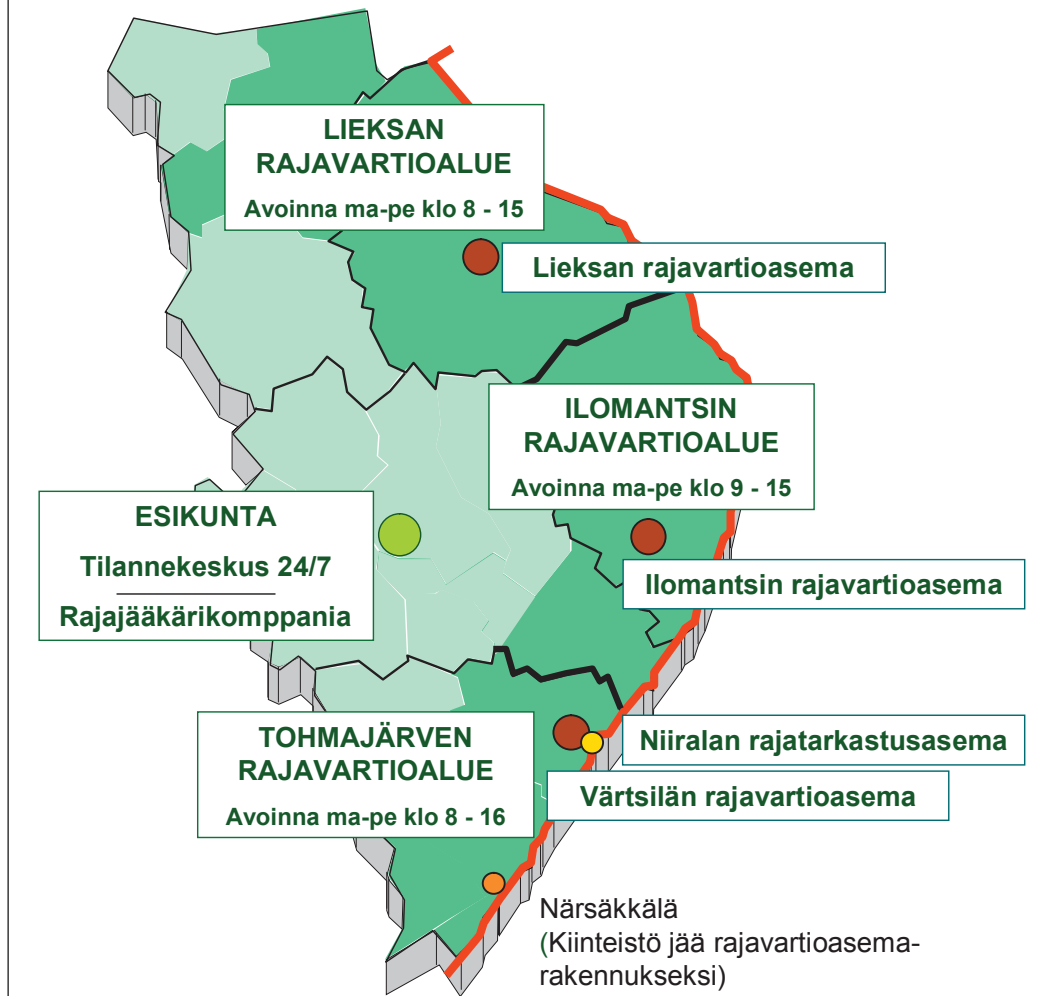 LIEKSAN
RAJAVARTIOALUE
Avoinna ma-pe klo 8 - 15
Lieksan rajavartioasema
ILOMANTSIN
RAJAVARTIOALUE
Avoinna ma-pe klo 9 - 15
ESIKUNTA
Tilannekeskus 24/7
Rajajääkärikomppania
Ilomantsin rajavartioasema
TOHMAJÄRVEN
RAJAVARTIOALUE
Avoinna ma-pe klo 8 - 16
Niiralan rajatarkastusasema
Värtsilän rajavartioasema
Närsäkkälä
(Kiinteistö jää rajavartioasema-
rakennukseksi)